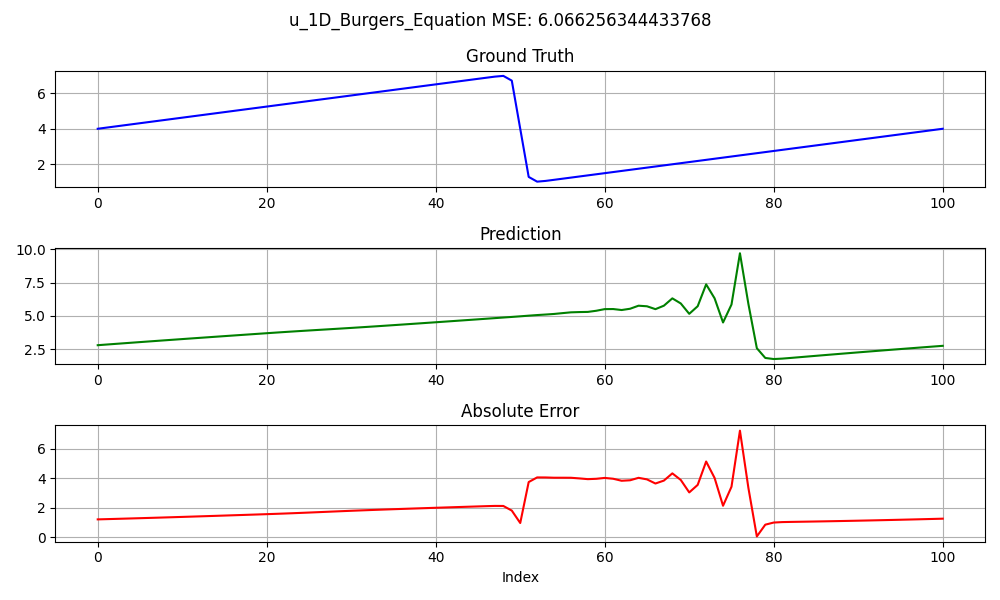 u_1D_Burgers_Equation MSE: 6.066256344433768
Ground Truth
6
4
2
0 20 40 60 80 100
Prediction
10.0
7.5
5.0
2.5
0 20 40 60 80 100
Absolute Error
6
4
2
0
0 20 40 60 80 100
Index